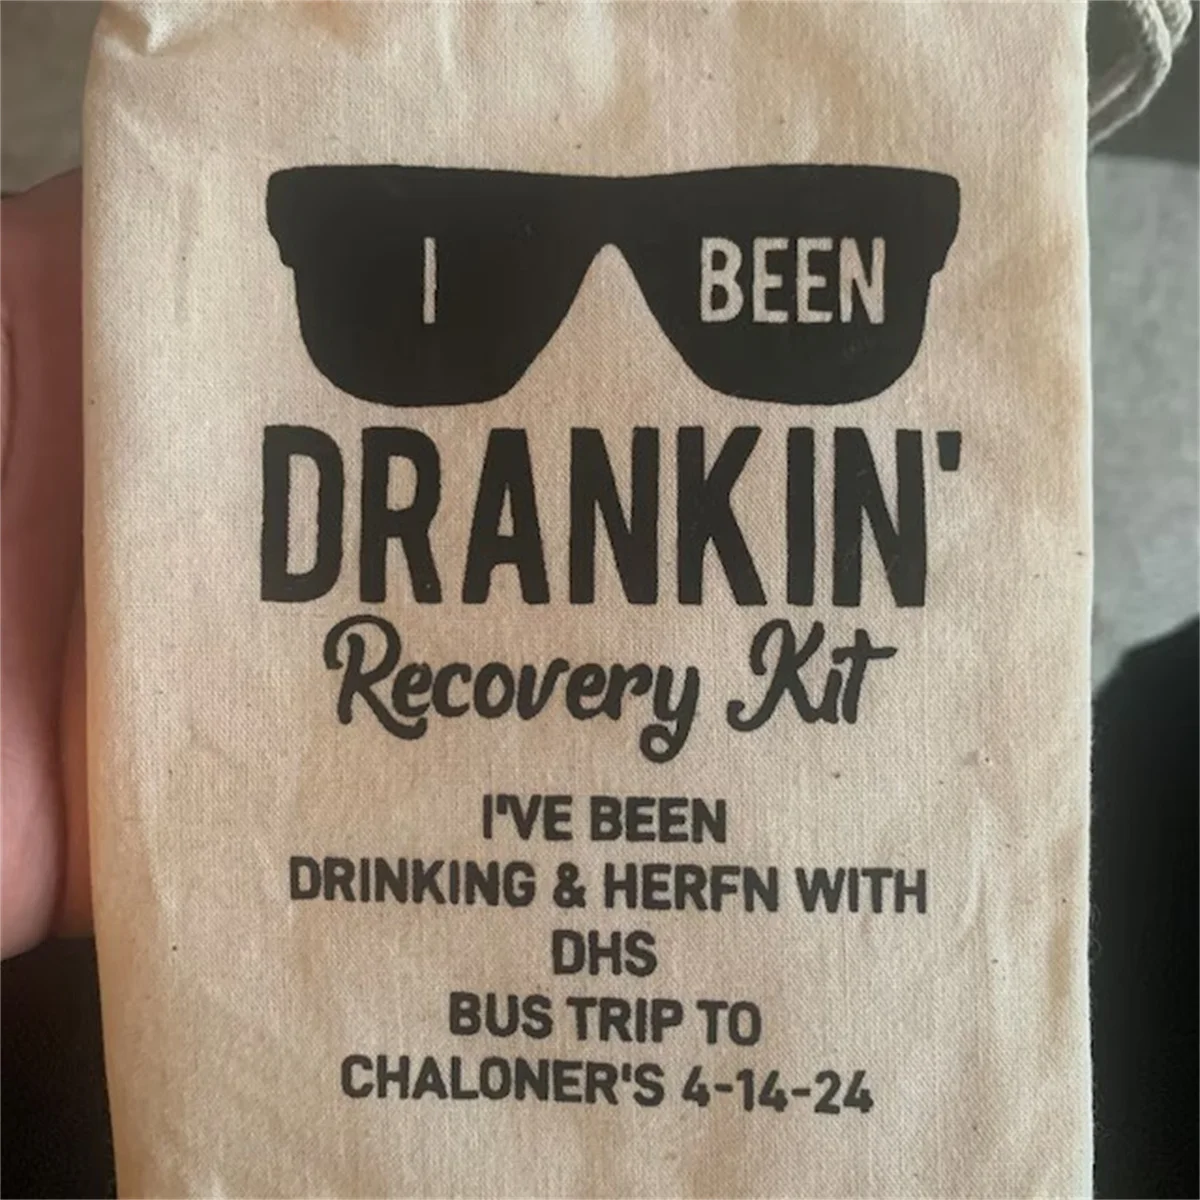 I BEEN
DRANKIN'
Recovery Kit
I'VE BEEN
DRINKING & HERFN WITH
DHS
BUS TRIP TO
CHALONER'S 4-14-24